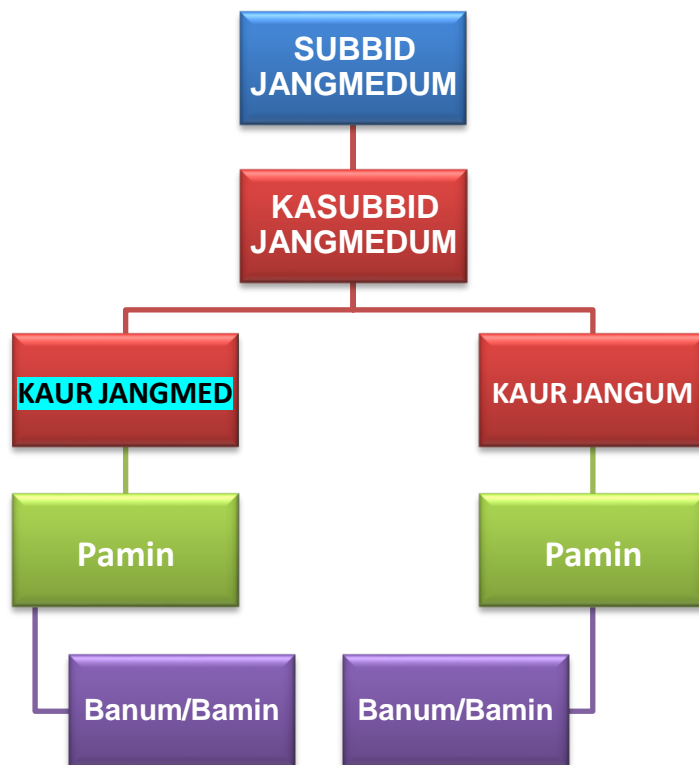 SUBBID
JANGMEDUM
KASUBBID
JANGMEDUM
KAUR JANGMED
KAUR JANGUM
Pamin
Pamin
Banum/Bamin
Banum/Bamin